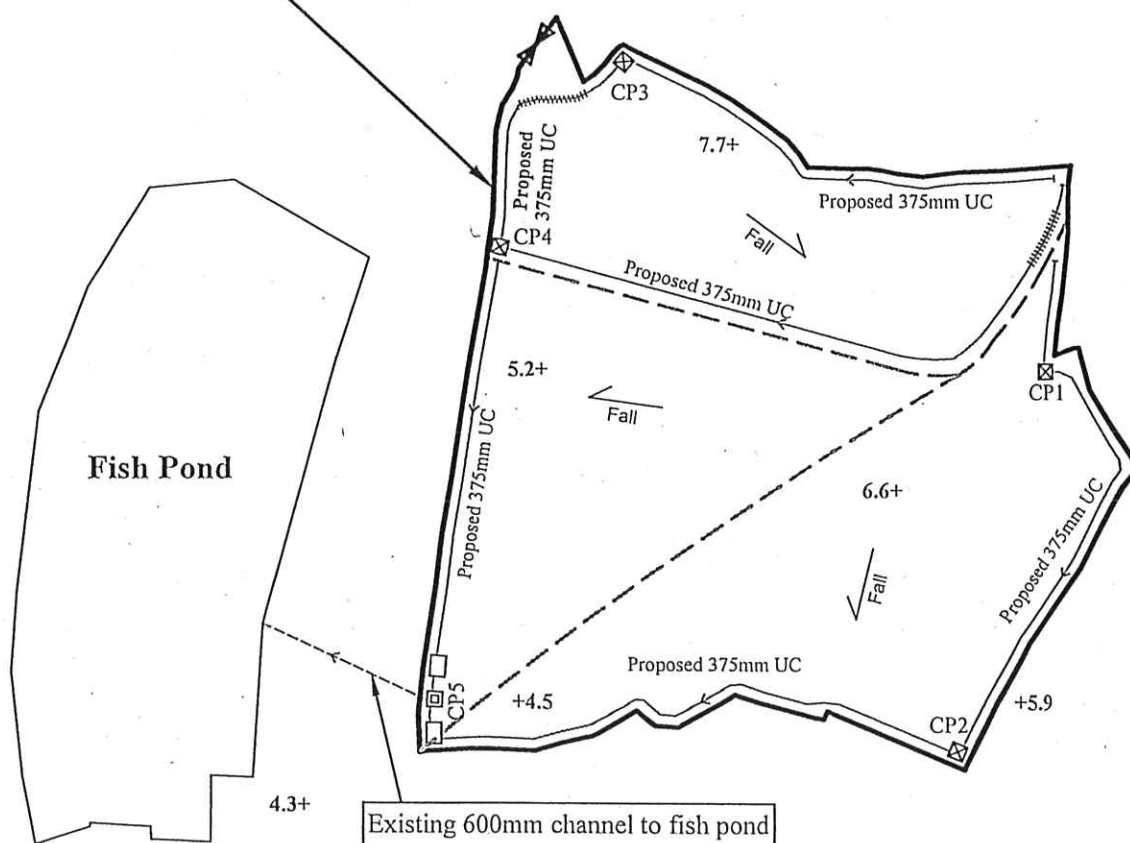 CP3
7.7+
Proposed
375mm UC
Proposed 375mm UC
Fall
CP4
Proposed 375mm UC
5.2+
Fall
CP1
Fish Pond
6.6+
Proposed 375mm UC
Proposed 375mm UC
Fall
Proposed 375mm UC
CP5
+4.5
+5.9
CP2
4.3+
Existing 600mm channel to fish pond